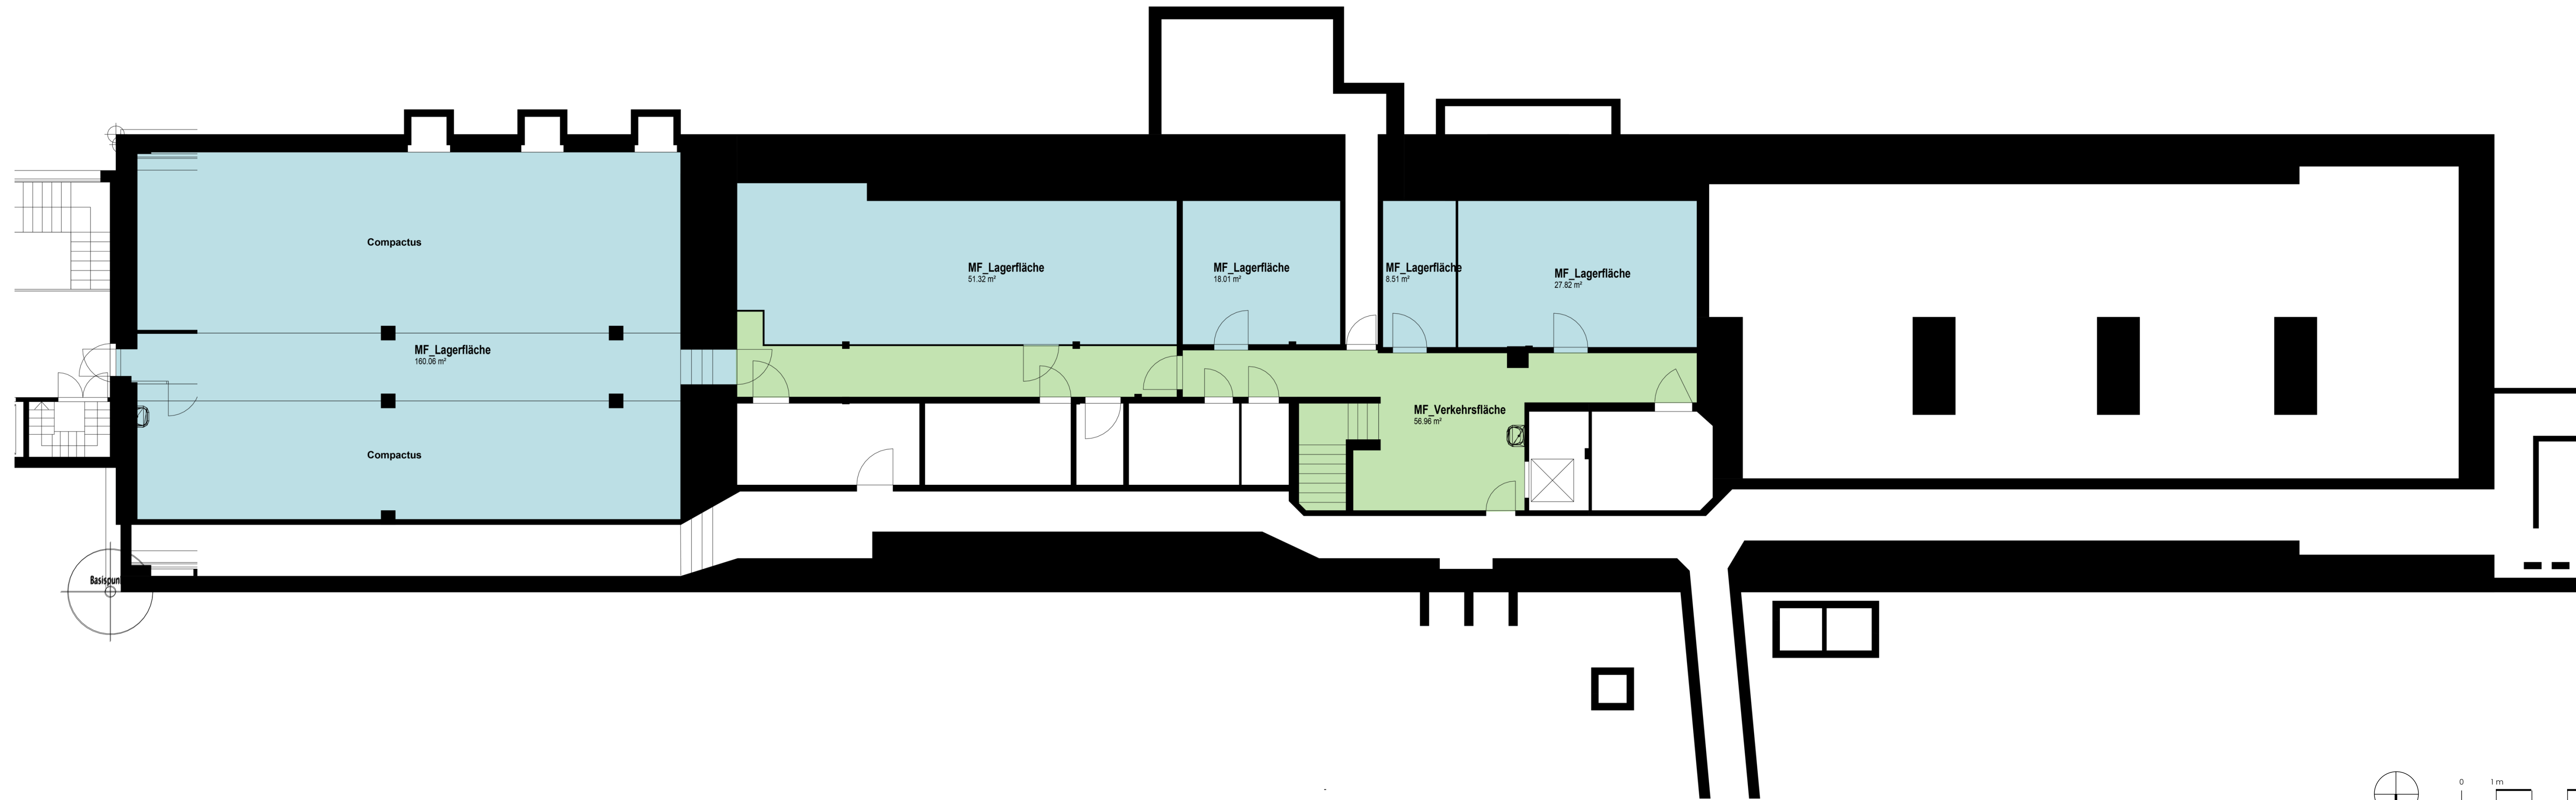 Compactus
MF_Lagerfläche
51.32 m²
MF_Lagerfläche
18.01 m²
MF_Lagerfläche
8.51 m²
MF_Lagerfläche
27.82 m²
MF_Lagerfläche
160.06 m²
MF_Verkehrsfläche
56.96 m²
Compactus
Basispun
0 1 m